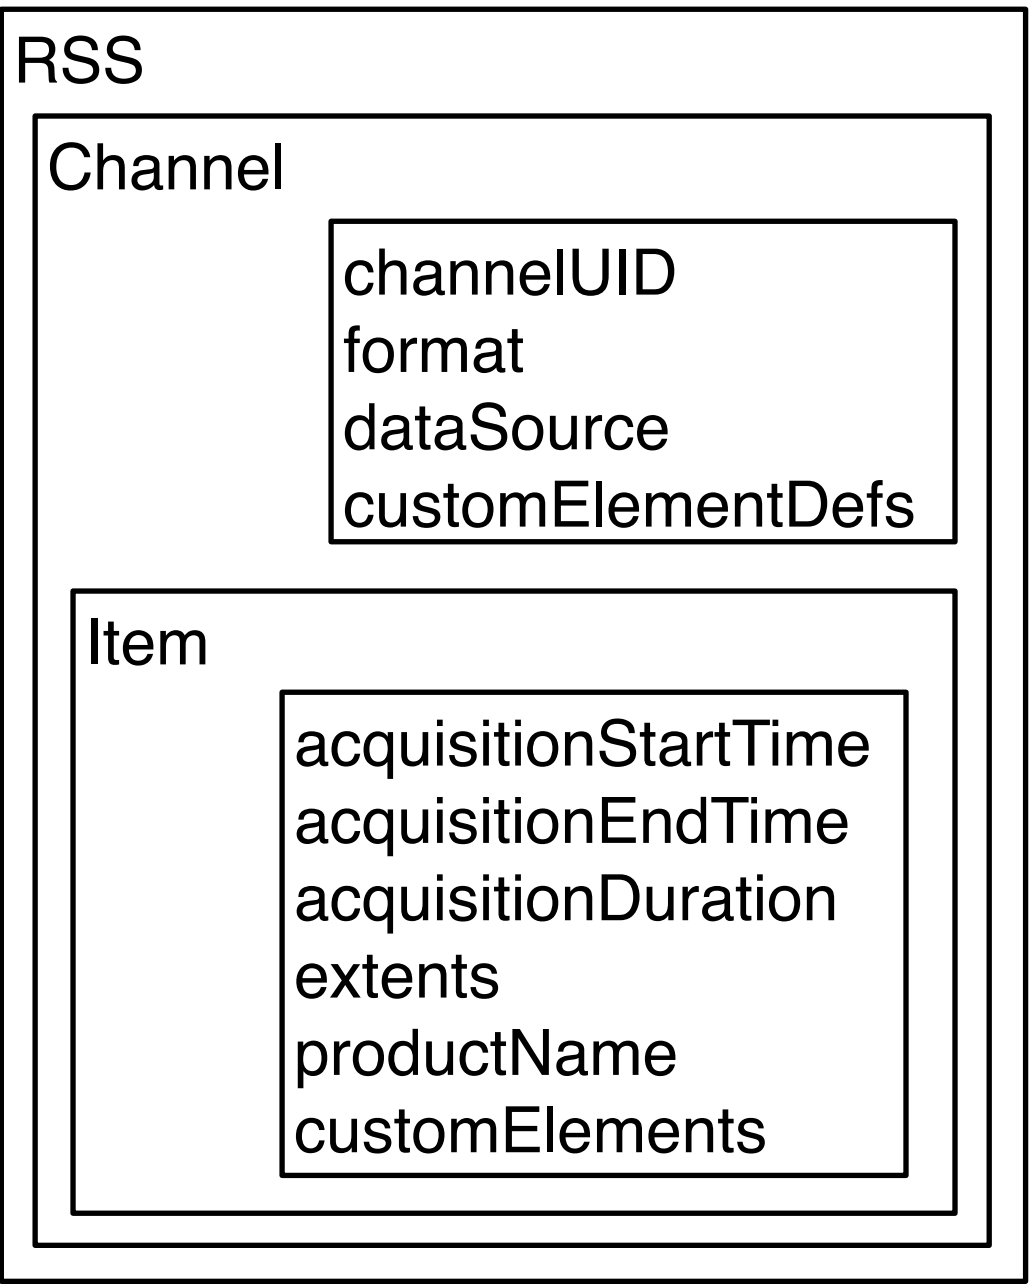 RSS
Channel
channelUID
format
dataSource
customElementDefs
Item
acquisitionStartTime
acquisitionEndTime
acquisitionDuration
extents
productName
customElements